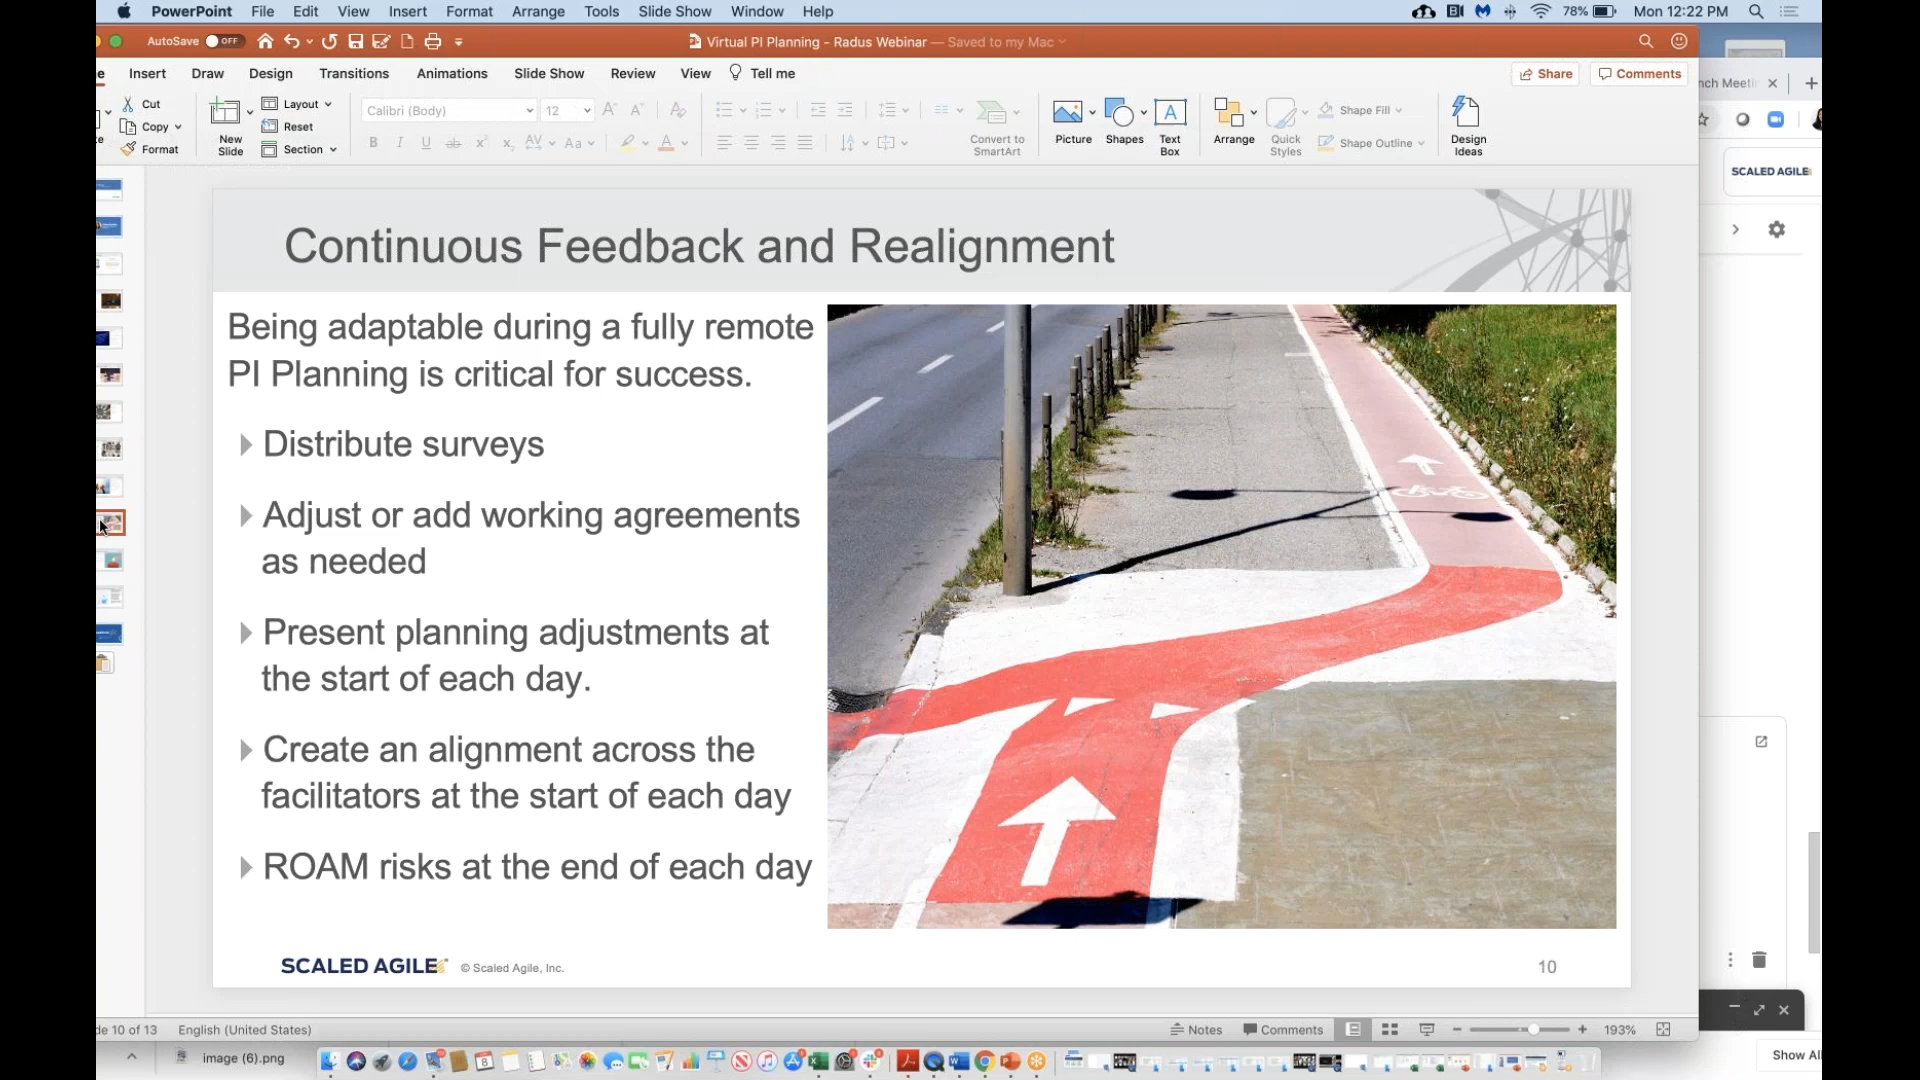 PowerPoint File Edit View Insert Format Arrange Tools Slide Show Window Help 78% Mon 12:22 PM
AutoSave OFF Virtual PI Planning - Radus Webinar — Saved to my Mac
Insert Draw Design Transitions Animations Slide Show Review View Tell me Share Comments
Cut
Copy
Format
New
Slide
Layout
Reset
Section
Calibri (Body) 12
Convert to
SmartArt
Picture
Shapes
Text
Box
Arrange
Quick
Styles
Shape Fill
Shape Outline
Design
Ideas
SCALED AGILE
Continuous Feedback and Realignment
Being adaptable during a fully remote
PI Planning is critical for success.
Distribute surveys
Adjust or add working agreements
as needed
Present planning adjustments at
the start of each day.
Create an alignment across the
facilitators at the start of each day
ROAM risks at the end of each day
SCALED AGILE © Scaled Agile, Inc. 10
de 10 of 13 English (United States) Notes Comments 193%
image (6).png Show All